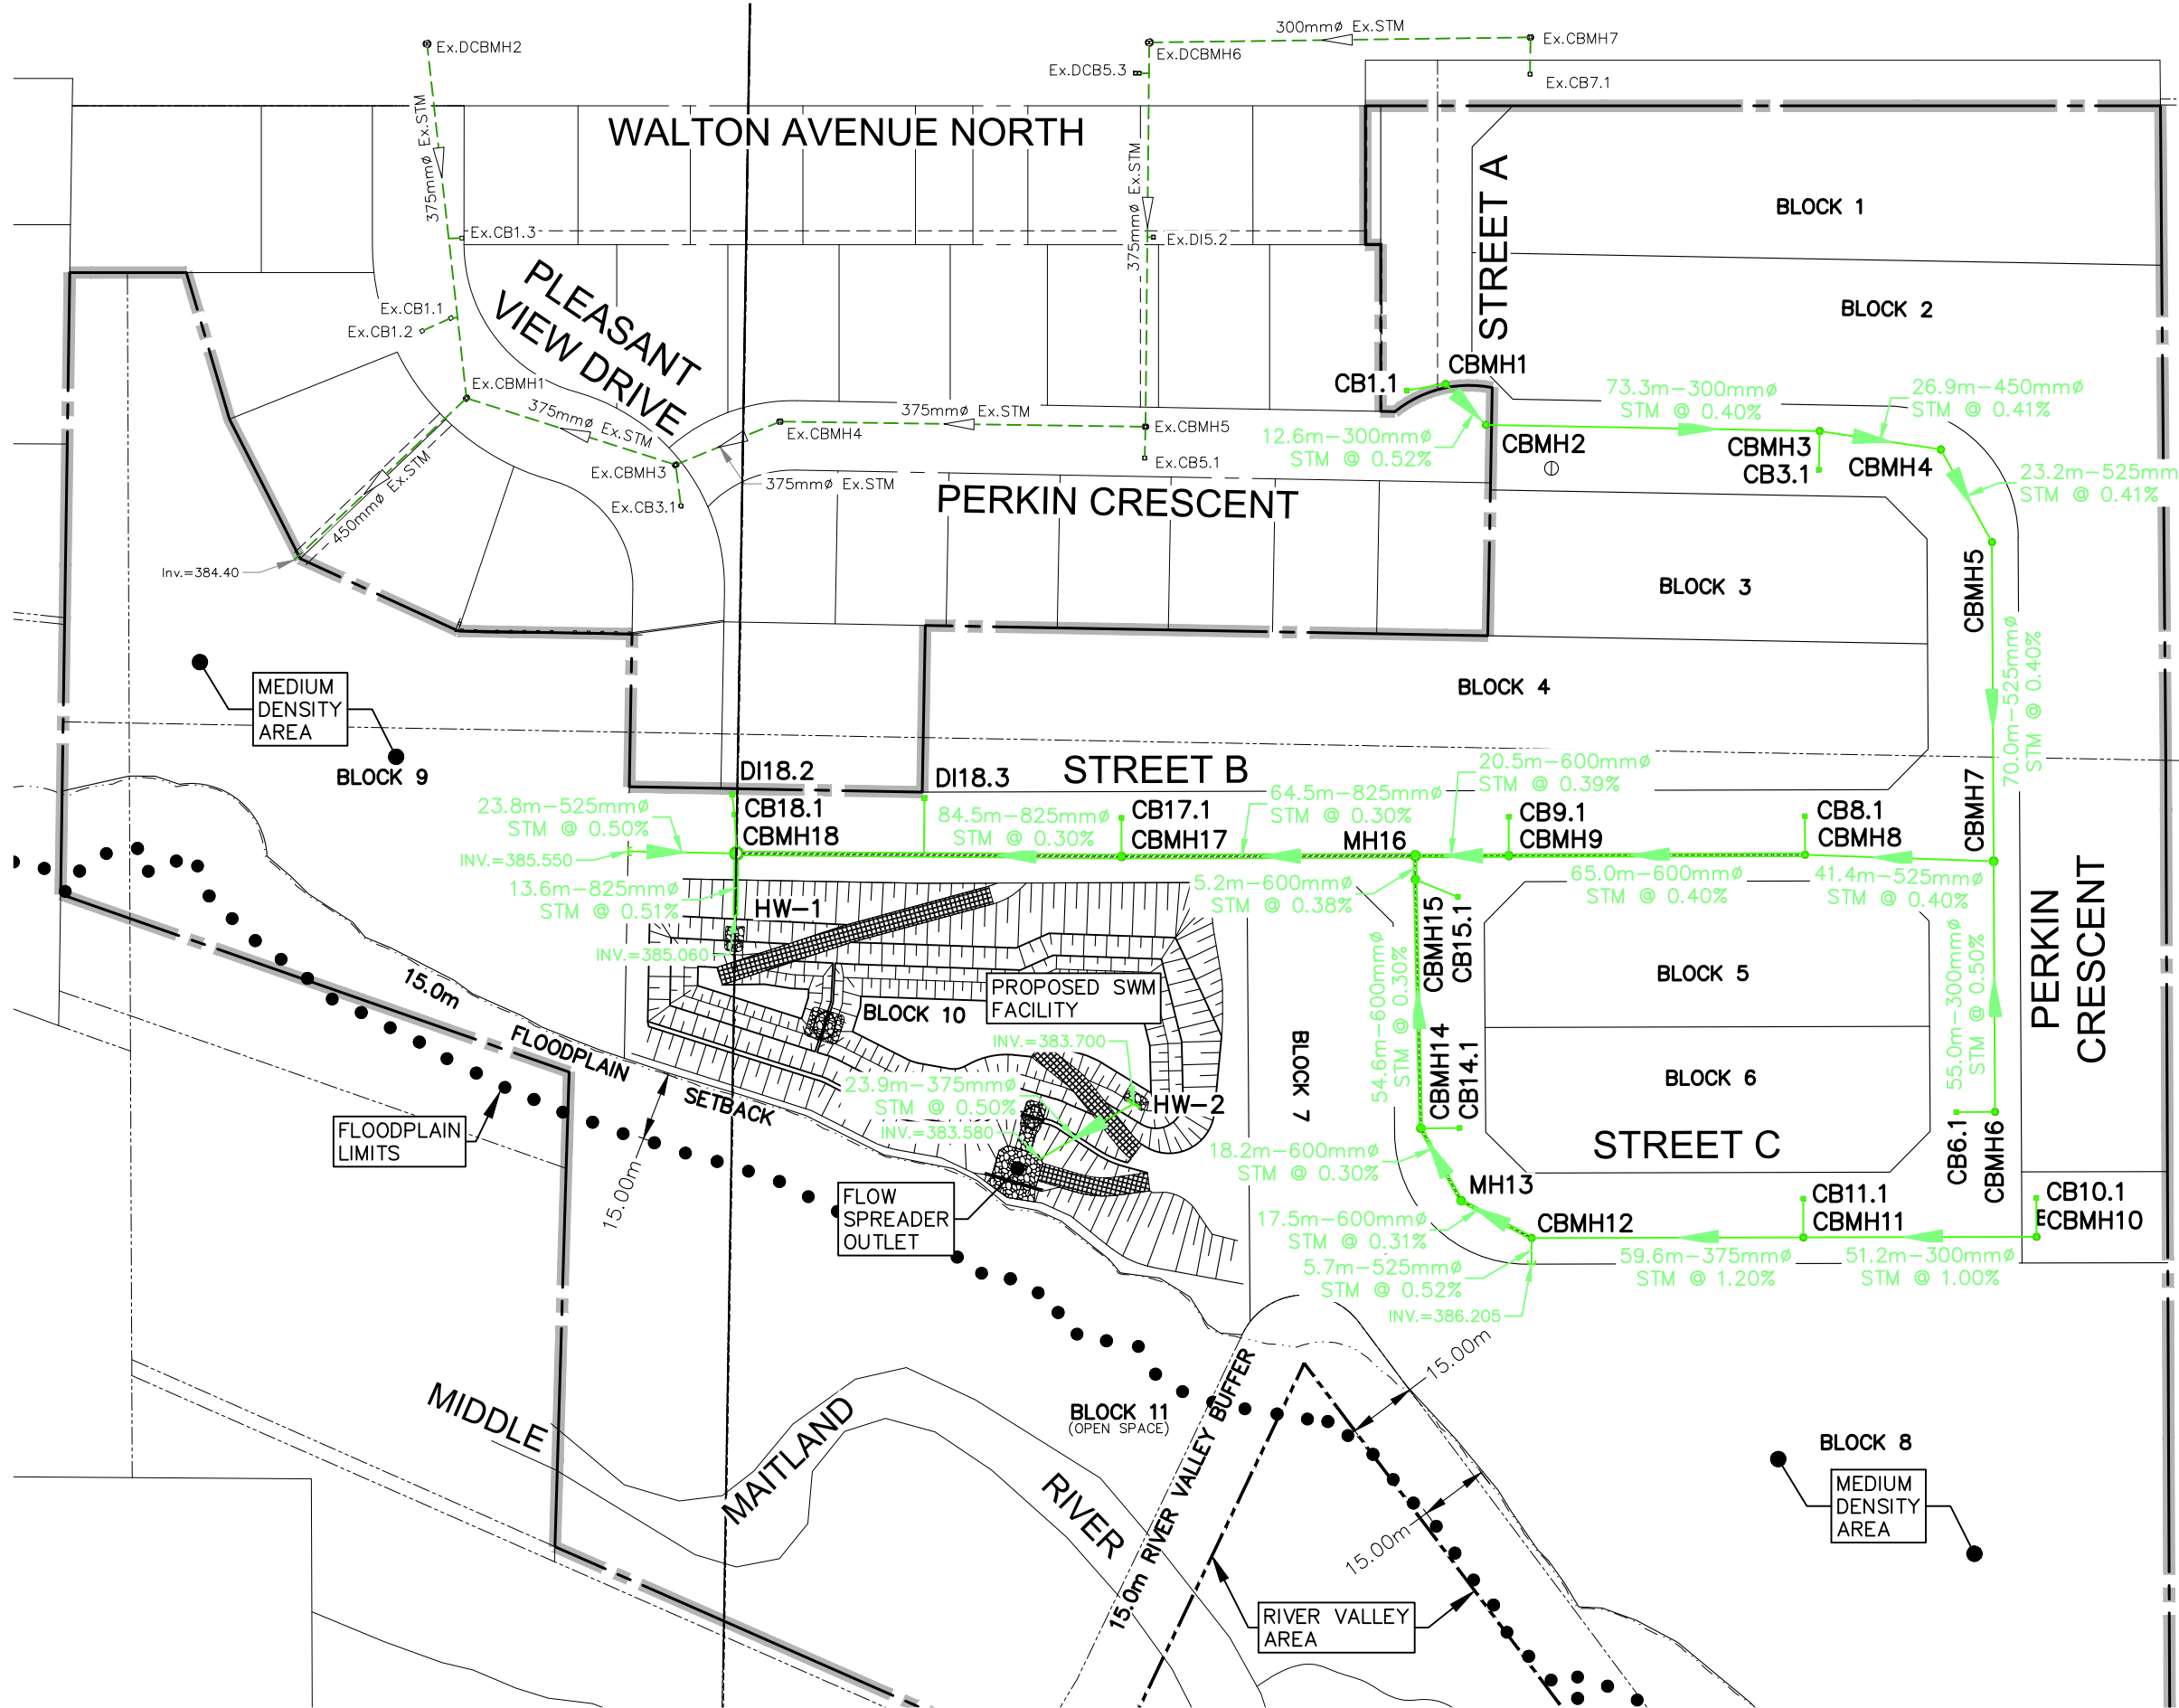 Ex.DCBMH2
300mmø Ex.STM
Ex.CBMH7
Ex.DCBMH6
Ex.DCB5.3
Ex.CB7.1
375mmø Ex.STM
WALTON AVENUE NORTH
375mmø Ex.STM
STREET A
BLOCK 1
Ex.CB1.3
Ex.DI5.2
PLEASANT
VIEW DRIVE
Ex.CB1.1
Ex.CB1.2
BLOCK 2
Ex.CBMH1
CBMH1
CB1.1
73.3m-300mmø
STM @ 0.40%
26.9m-450mmø
STM @ 0.41%
375mmø Ex.STM
375mmø Ex.STM
Ex.CBMH4
Ex.CBMH5
12.6m-300mmø
STM @ 0.52%
CBMH2
CBMH3
CB3.1
CBMH4
Ex.CB5.1
Ex.CBMH3
375mmø Ex.STM
23.2m-525mm
STM @ 0.41%
450mmø Ex.STM
Ex.CB3.1
PERKIN CRESCENT
Inv.=384.40
CBMH5
BLOCK 3
MEDIUM
DENSITY
AREA
BLOCK 4
70.0m-525mmø
STM @ 0.40%
BLOCK 9
DI18.2
DI18.3
STREET B
20.5m-600mmø
STM @ 0.39%
23.8m-525mmø
STM @ 0.50%
CB18.1
CBMH18
84.5m-825mmø
STM @ 0.30%
CB17.1
CBMH17
64.5m-825mmø
STM @ 0.30%
MH16
CB9.1
CBMH9
CB8.1
CBMH8
CBMH7
INV.=385.550
13.6m-825mmø
STM @ 0.51%
5.2m-600mmø
STM @ 0.38%
65.0m-600mmø
STM @ 0.40%
41.4m-525mmø
STM @ 0.40%
HW-1
INV.=385.060
CBMH15
CB15.1
PERKIN
CRESCENT
15.0m
FLOODPLAIN
SETBACK
BLOCK 10
PROPOSED SWM
FACILITY
BLOCK 5
54.6m-600mmø
STM @ 0.30%
55.0m-300mmø
STM @ 0.50%
INV.=383.700
BLOCK 7
CBMH14
CB14.1
23.9m-375mmø
STM @ 0.50%
HW-2
BLOCK 6
INV.=383.580
FLOODPLAIN
LIMITS
15.00m
18.2m-600mmø
STM @ 0.30%
STREET C
CB6.1
CBMH6
FLOW
SPREADER
OUTLET
MH13
17.5m-600mmø
STM @ 0.31%
CBMH12
CB11.1
CBMH11
CB10.1
CBMH10
5.7m-525mmø
STM @ 0.52%
59.6m-375mmø
STM @ 1.20%
51.2m-300mmø
STM @ 1.00%
INV.=386.205
15.00m
MIDDLE
MAITLAND
RIVER
BLOCK 11
(OPEN SPACE)
15.0m RIVER VALLEY BUFFER
BLOCK 8
MEDIUM
DENSITY
AREA
15.00m
RIVER VALLEY
AREA